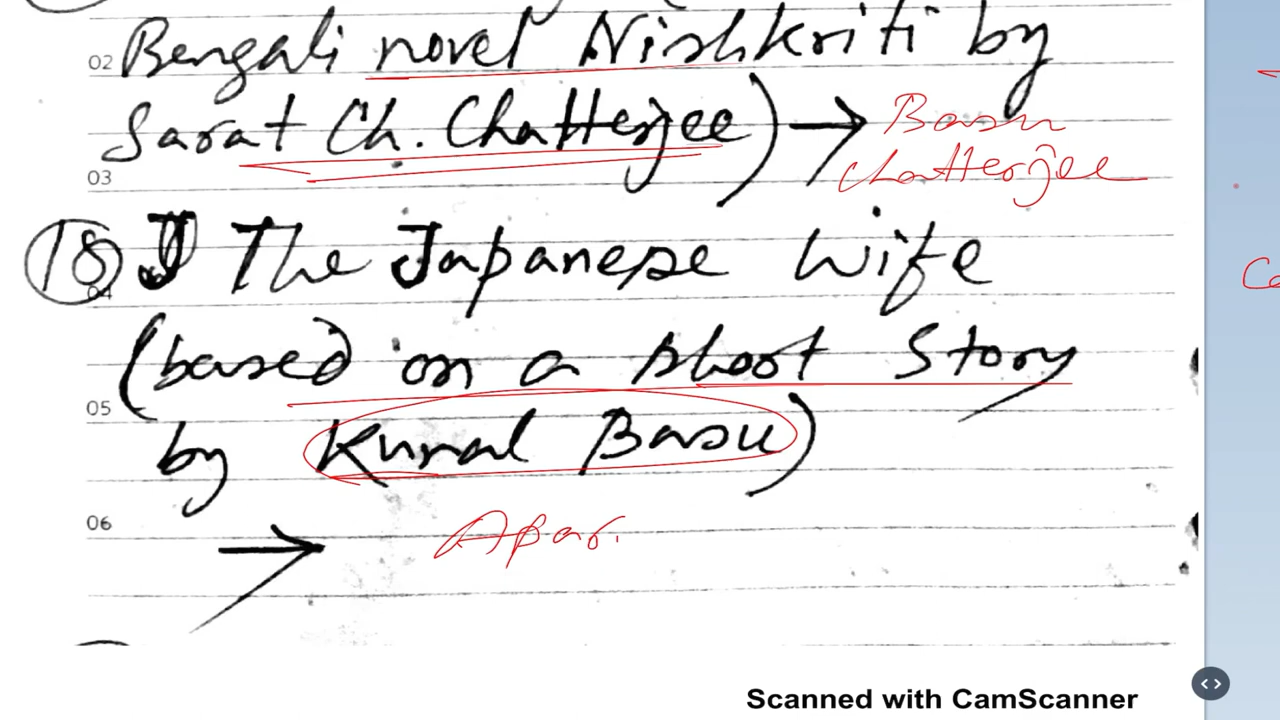 02 Bengali novel Nishkriti by
Sarat Ch. Chatterjee) → Basu
Chatterjee
03
18 The Japanese Wife
04
(based on a short Story
05
by Kunal Basu)
06
→ Apar.
Scanned with CamScanner